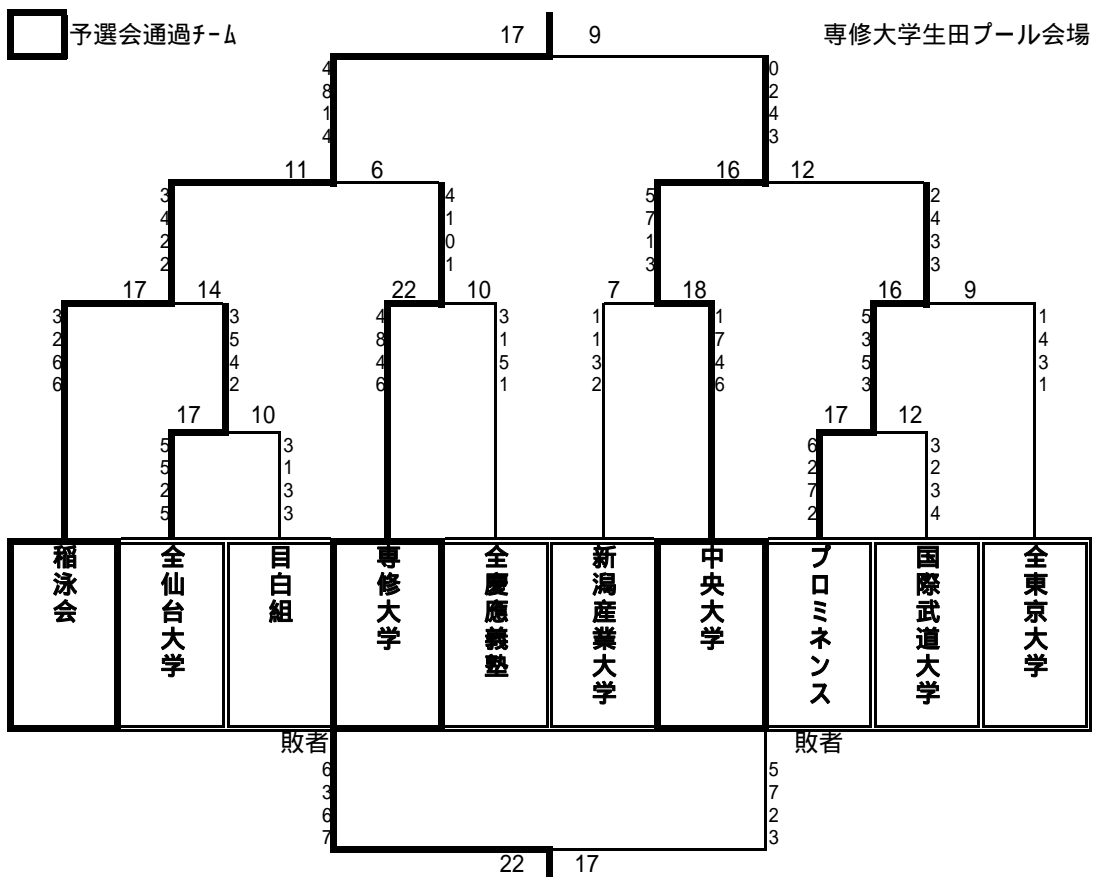 予選会通過ﾁｰﾑ
17 9
専修大学生田プール会場
4 0
8 2
1 4
4 3
11 6 16 12
3 4 5 2
4 1 7 4
2 0 1 3
2 1 3 3
17 14 22 10 7 18 16 9
3 3 4 3 1 1 5 1
2 5 8 1 1 7 3 4
6 4 4 5 3 4 5 3
6 2 6 1 2 6 3 1
17 10 17 12
5 3 6 3
5 1 2 2
2 3 7 3
5 3 2 4
稲泳会
全仙台大学
目白組
専修大学
全慶應義塾
新潟産業大学
中央大学
プロミネンス
国際武道大学
全東京大学
敗者 敗者
6 5
3 7
6 2
7 3
22 17